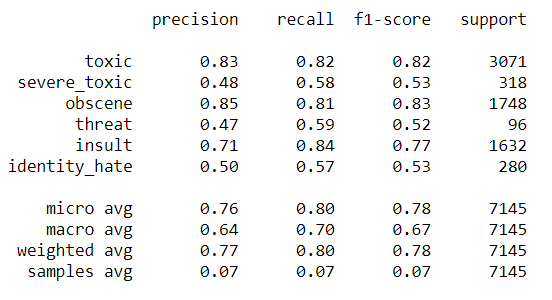 precision recall f1-score support
toxic 0.83 0.82 0.82 3071
severe_toxic 0.48 0.58 0.53 318
obscene 0.85 0.81 0.83 1748
threat 0.47 0.59 0.52 96
insult 0.71 0.84 0.77 1632
identity_hate 0.50 0.57 0.53 280
micro avg 0.76 0.80 0.78 7145
macro avg 0.64 0.70 0.67 7145
weighted avg 0.77 0.80 0.78 7145
samples avg 0.07 0.07 0.07 7145